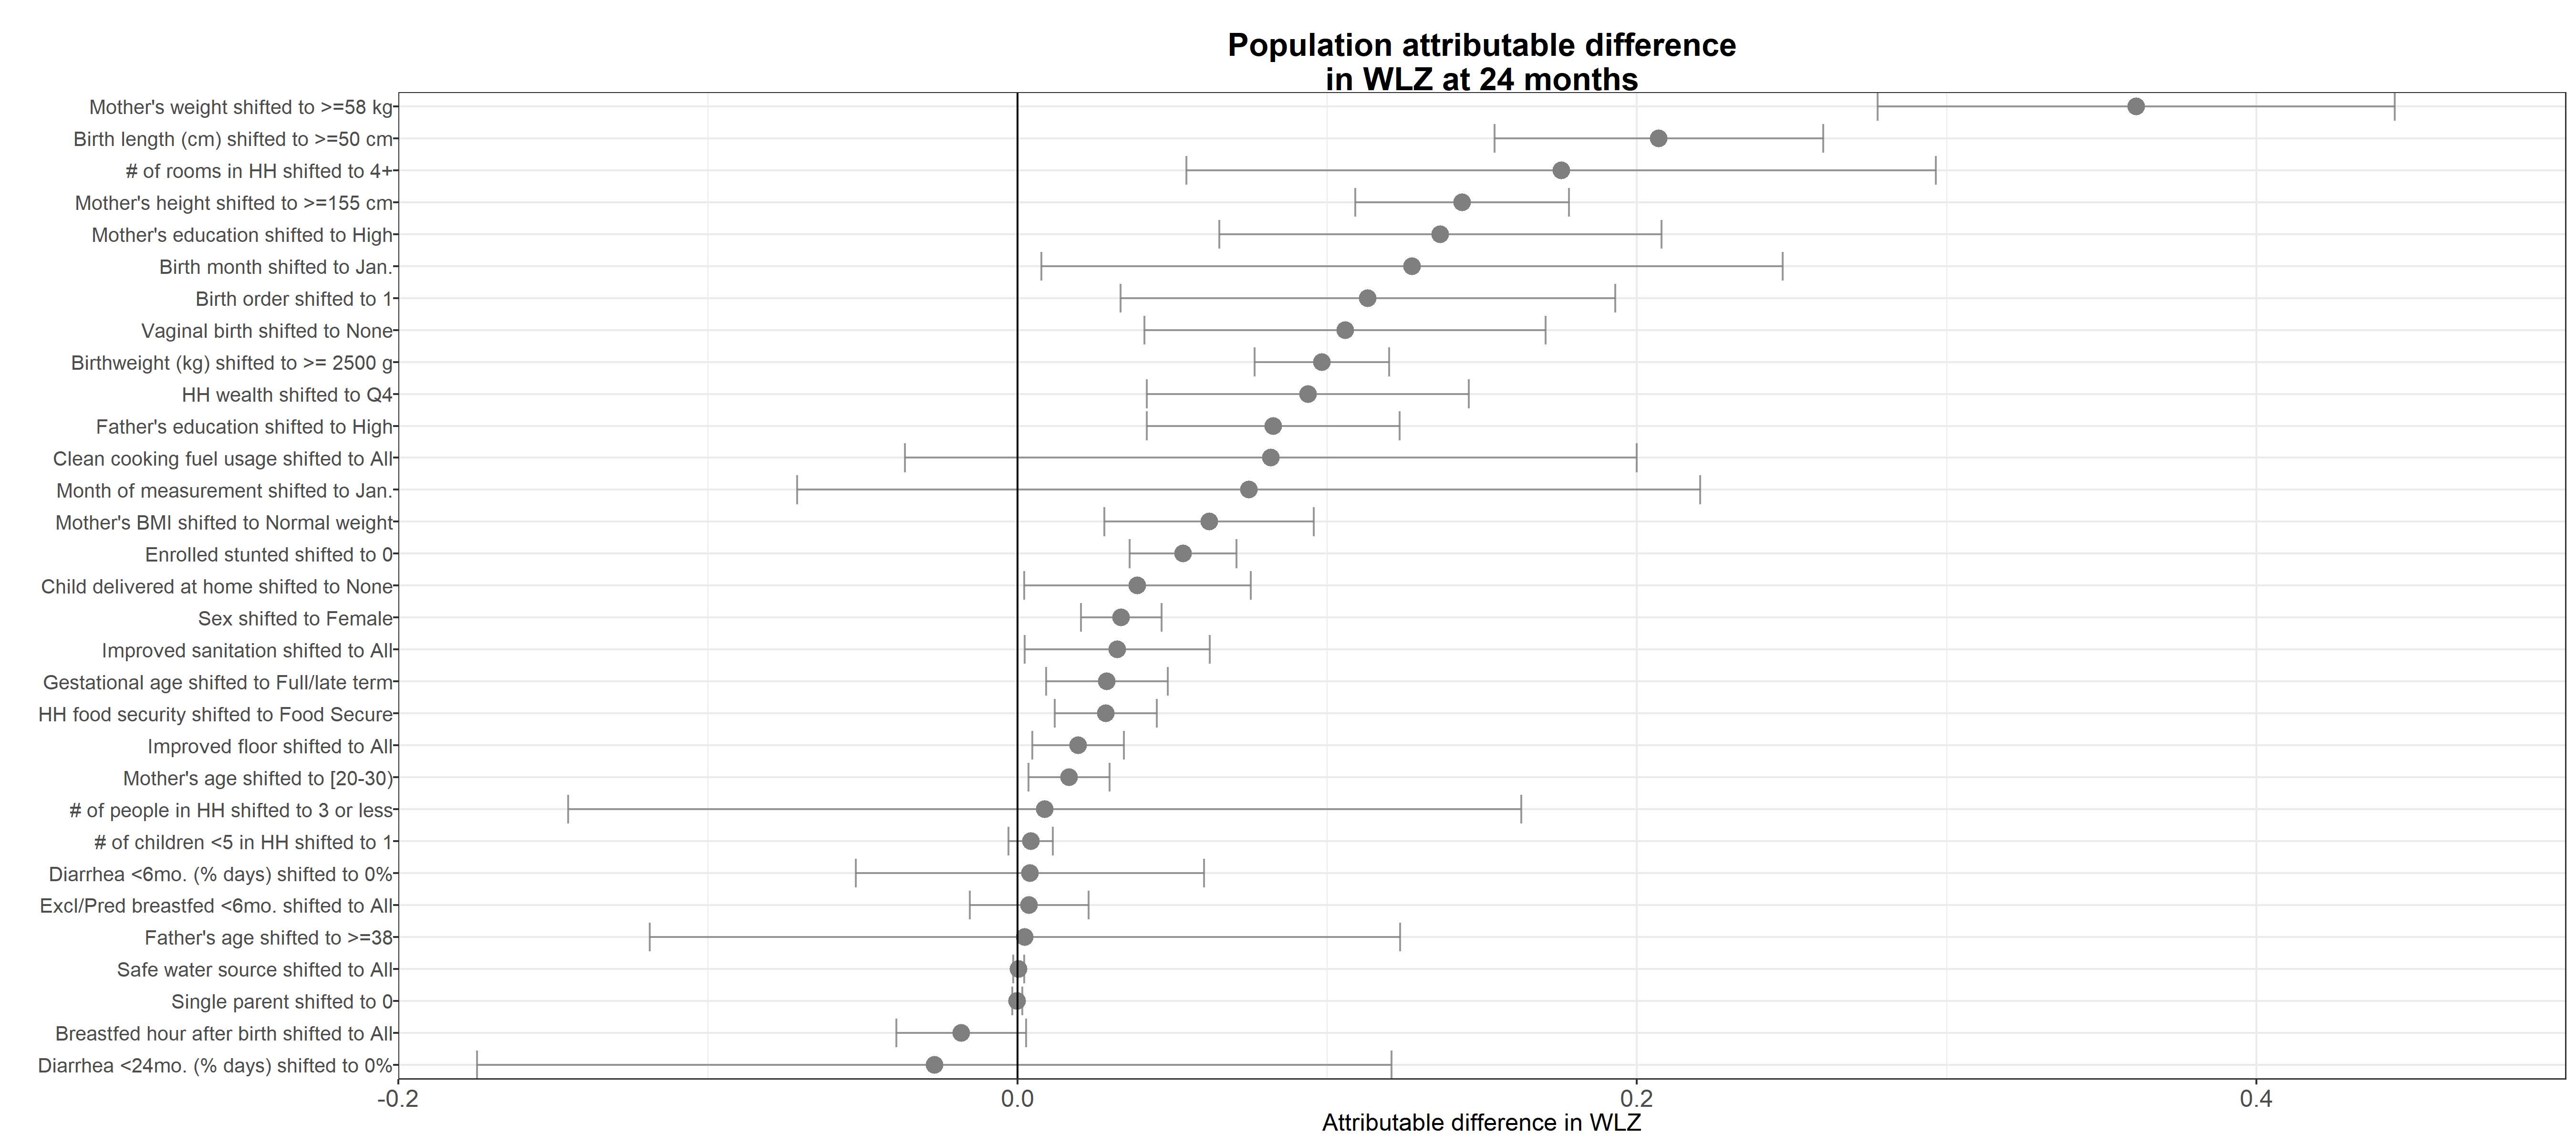 Population attributable difference
in WLZ at 24 months
Mother's weight shifted to >=58 kg
Birth length (cm) shifted to >=50 cm
# of rooms in HH shifted to 4+
Mother's height shifted to >=155 cm
Mother's education shifted to High
Birth month shifted to Jan.
Birth order shifted to 1
Vaginal birth shifted to None
Birthweight (kg) shifted to >= 2500 g
HH wealth shifted to Q4
Father's education shifted to High
Clean cooking fuel usage shifted to All
Month of measurement shifted to Jan.
Mother's BMI shifted to Normal weight
Enrolled stunted shifted to 0
Child delivered at home shifted to None
Sex shifted to Female
Improved sanitation shifted to All
Gestational age shifted to Full/late term
HH food security shifted to Food Secure
Improved floor shifted to All
Mother's age shifted to [20-30)
# of people in HH shifted to 3 or less
# of children <5 in HH shifted to 1
Diarrhea <6mo. (% days) shifted to 0%
Excl/Pred breastfed <6mo. shifted to All
Father's age shifted to >=38
Safe water source shifted to All
Single parent shifted to 0
Breastfed hour after birth shifted to All
Diarrhea <24mo. (% days) shifted to 0%
-0.2 0.0 0.2 0.4
Attributable difference in WLZ